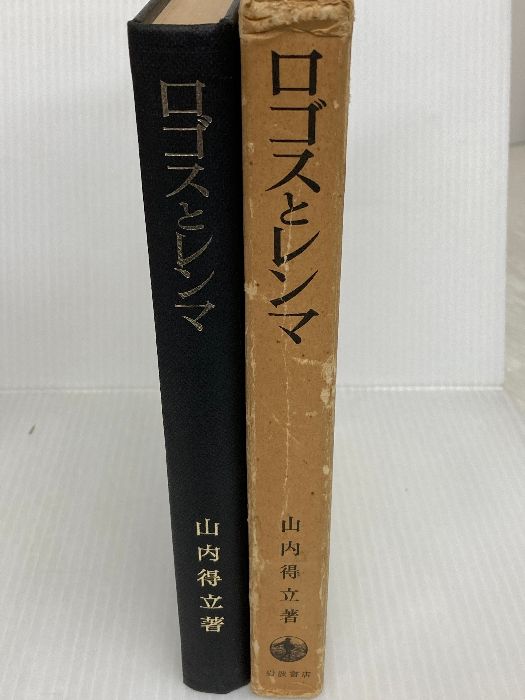 ロゴスとレンマ
山内得立著
ロゴスとレンマ
山内得立著
岩波書店